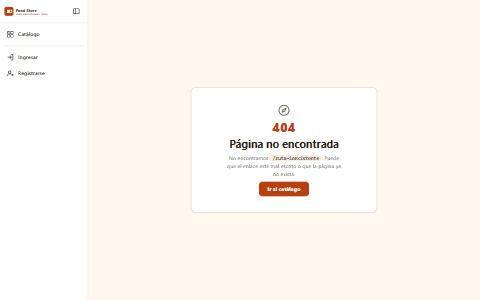 Food Store
Catálogo
Ingresar
Registrarse
404
Página no encontrada
No encontramos /ruta-inexistente. Puede
que el enlace esté mal escrito o que la página ya
no exista.
Ir al catálogo